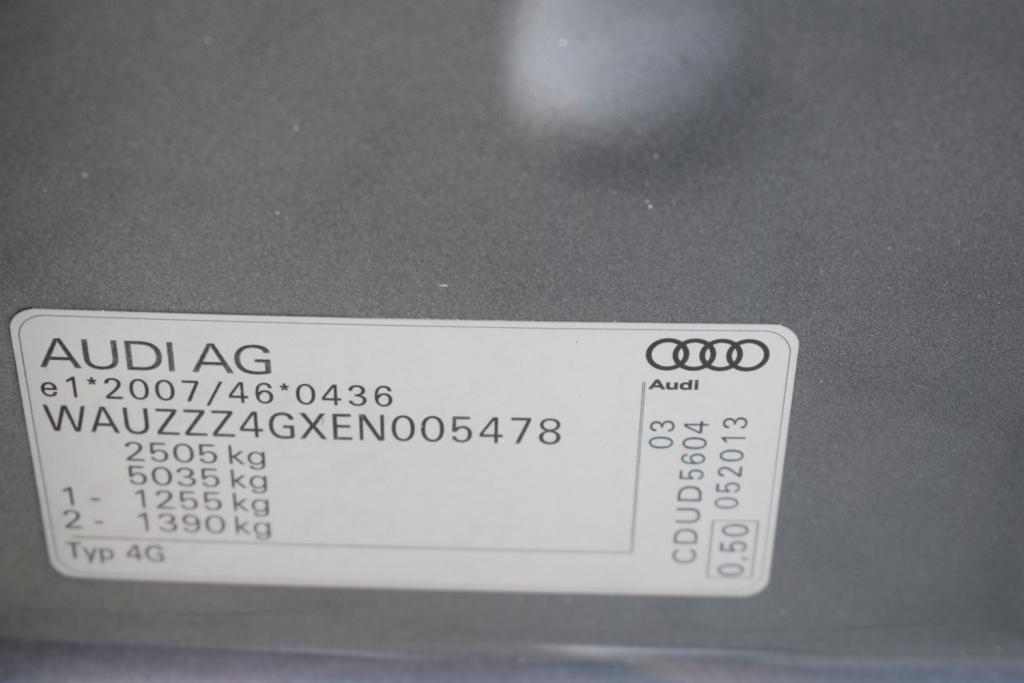 AUDI AG
e1*2007/46*0436
WAUZZZ4GXEN005478
2505 kg
5035 kg
1 - 1255 kg
2 - 1390 kg
Typ 4G
Audi
03
CDUD5604
0,50 052013